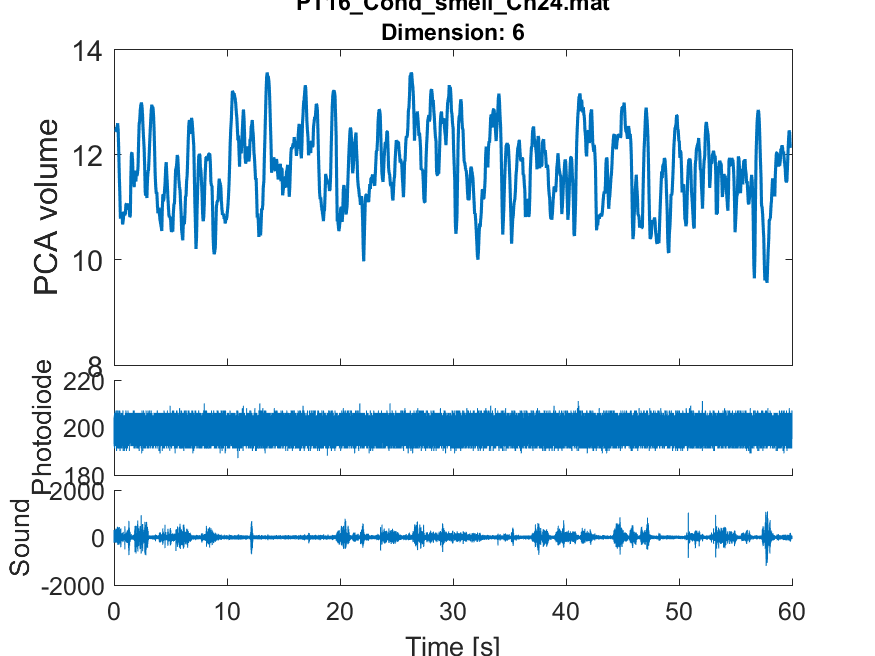 PT16_Cond_smell_Ch24.mat
Dimension: 6
14
12
10
8
PCA volume
220
200
180
Photodiode
2000
0
-2000
Sound
0 10 20 30 40 50 60
Time [s]